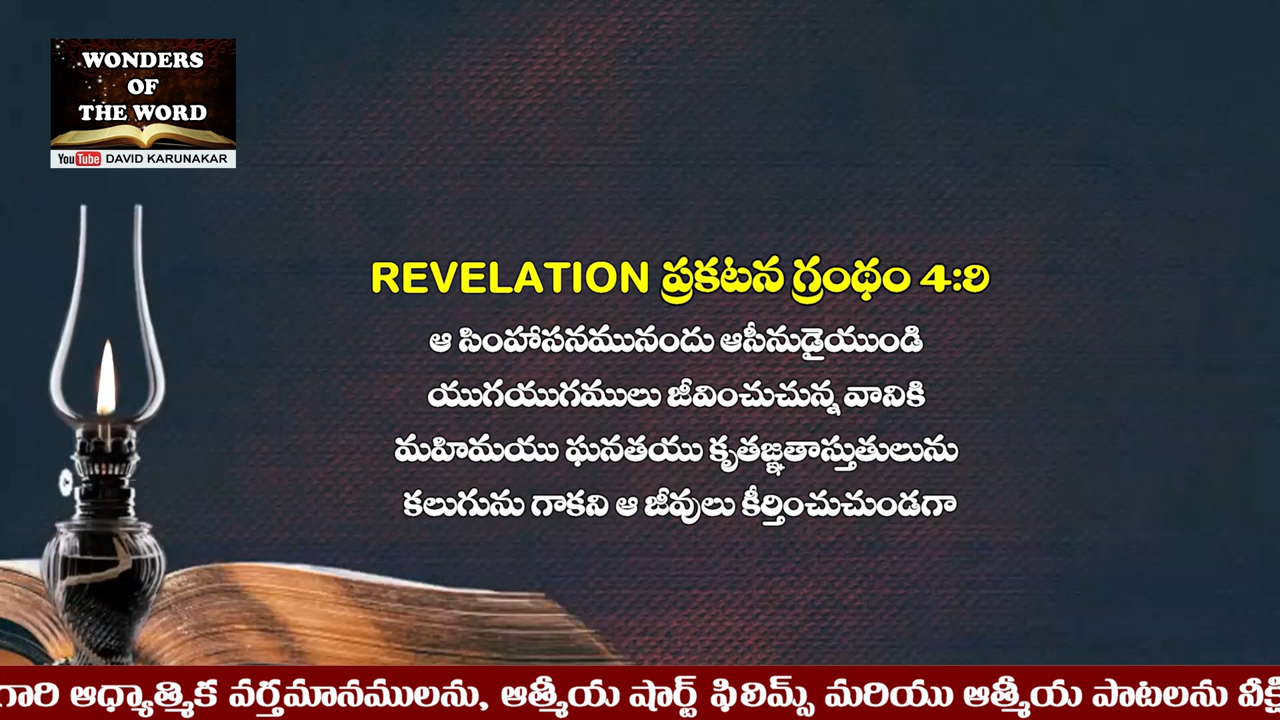 WONDERS
OF
THE WORD
YouTube DAVID KARUNAKAR
REVELATION ప్రకటన గ్రంథం 4:9
ఆ సింహాసనమునందు ఆసీనుడైయుండి
యుగయుగములు జీవించుచున్న వానికి
మహిమయు ఘనతయు కృతజ్ఞతాస్తుతులును
కలుగును గాకని ఆ జీవులు కీర్తించుచుండగా
గారి ఆధ్యాత్మిక వర్తమానములను, ఆత్మీయ షార్ట్ ఫిలిమ్స్ మరియు ఆత్మీయ పాటలను